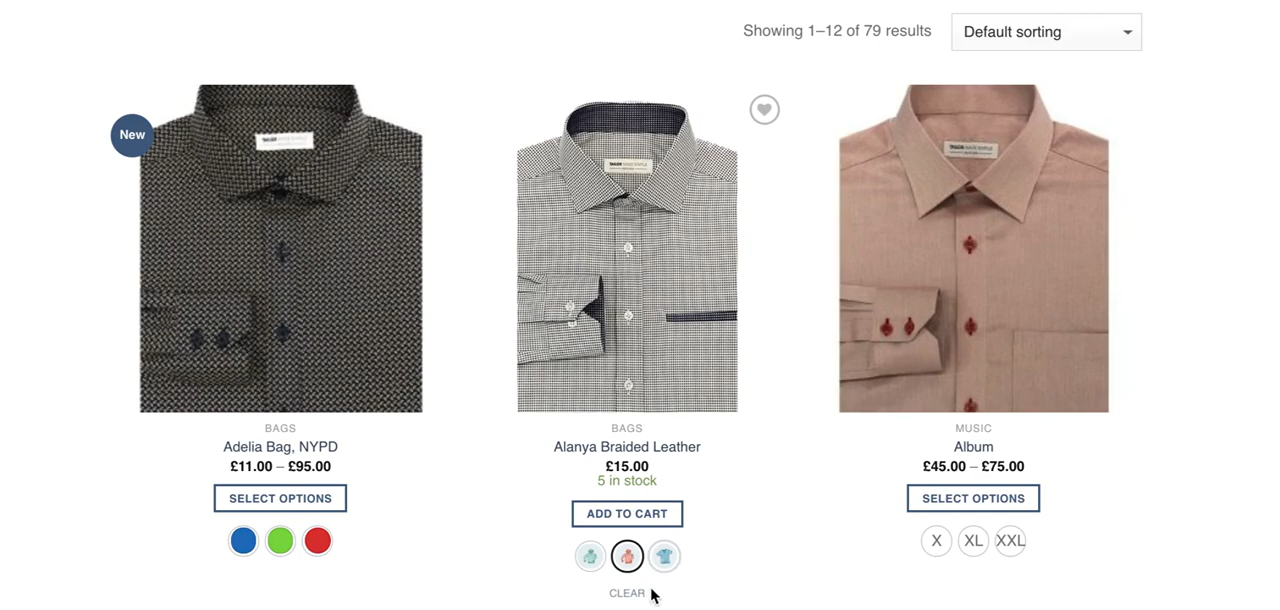 Showing 1–12 of 79 results
Default sorting
New
BAGS
Adelia Bag, NYPD
£11.00 – £95.00
SELECT OPTIONS
BAGS
Alanya Braided Leather
£15.00
5 in stock
ADD TO CART
CLEAR
MUSIC
Album
£45.00 – £75.00
SELECT OPTIONS
X
XL
XXL